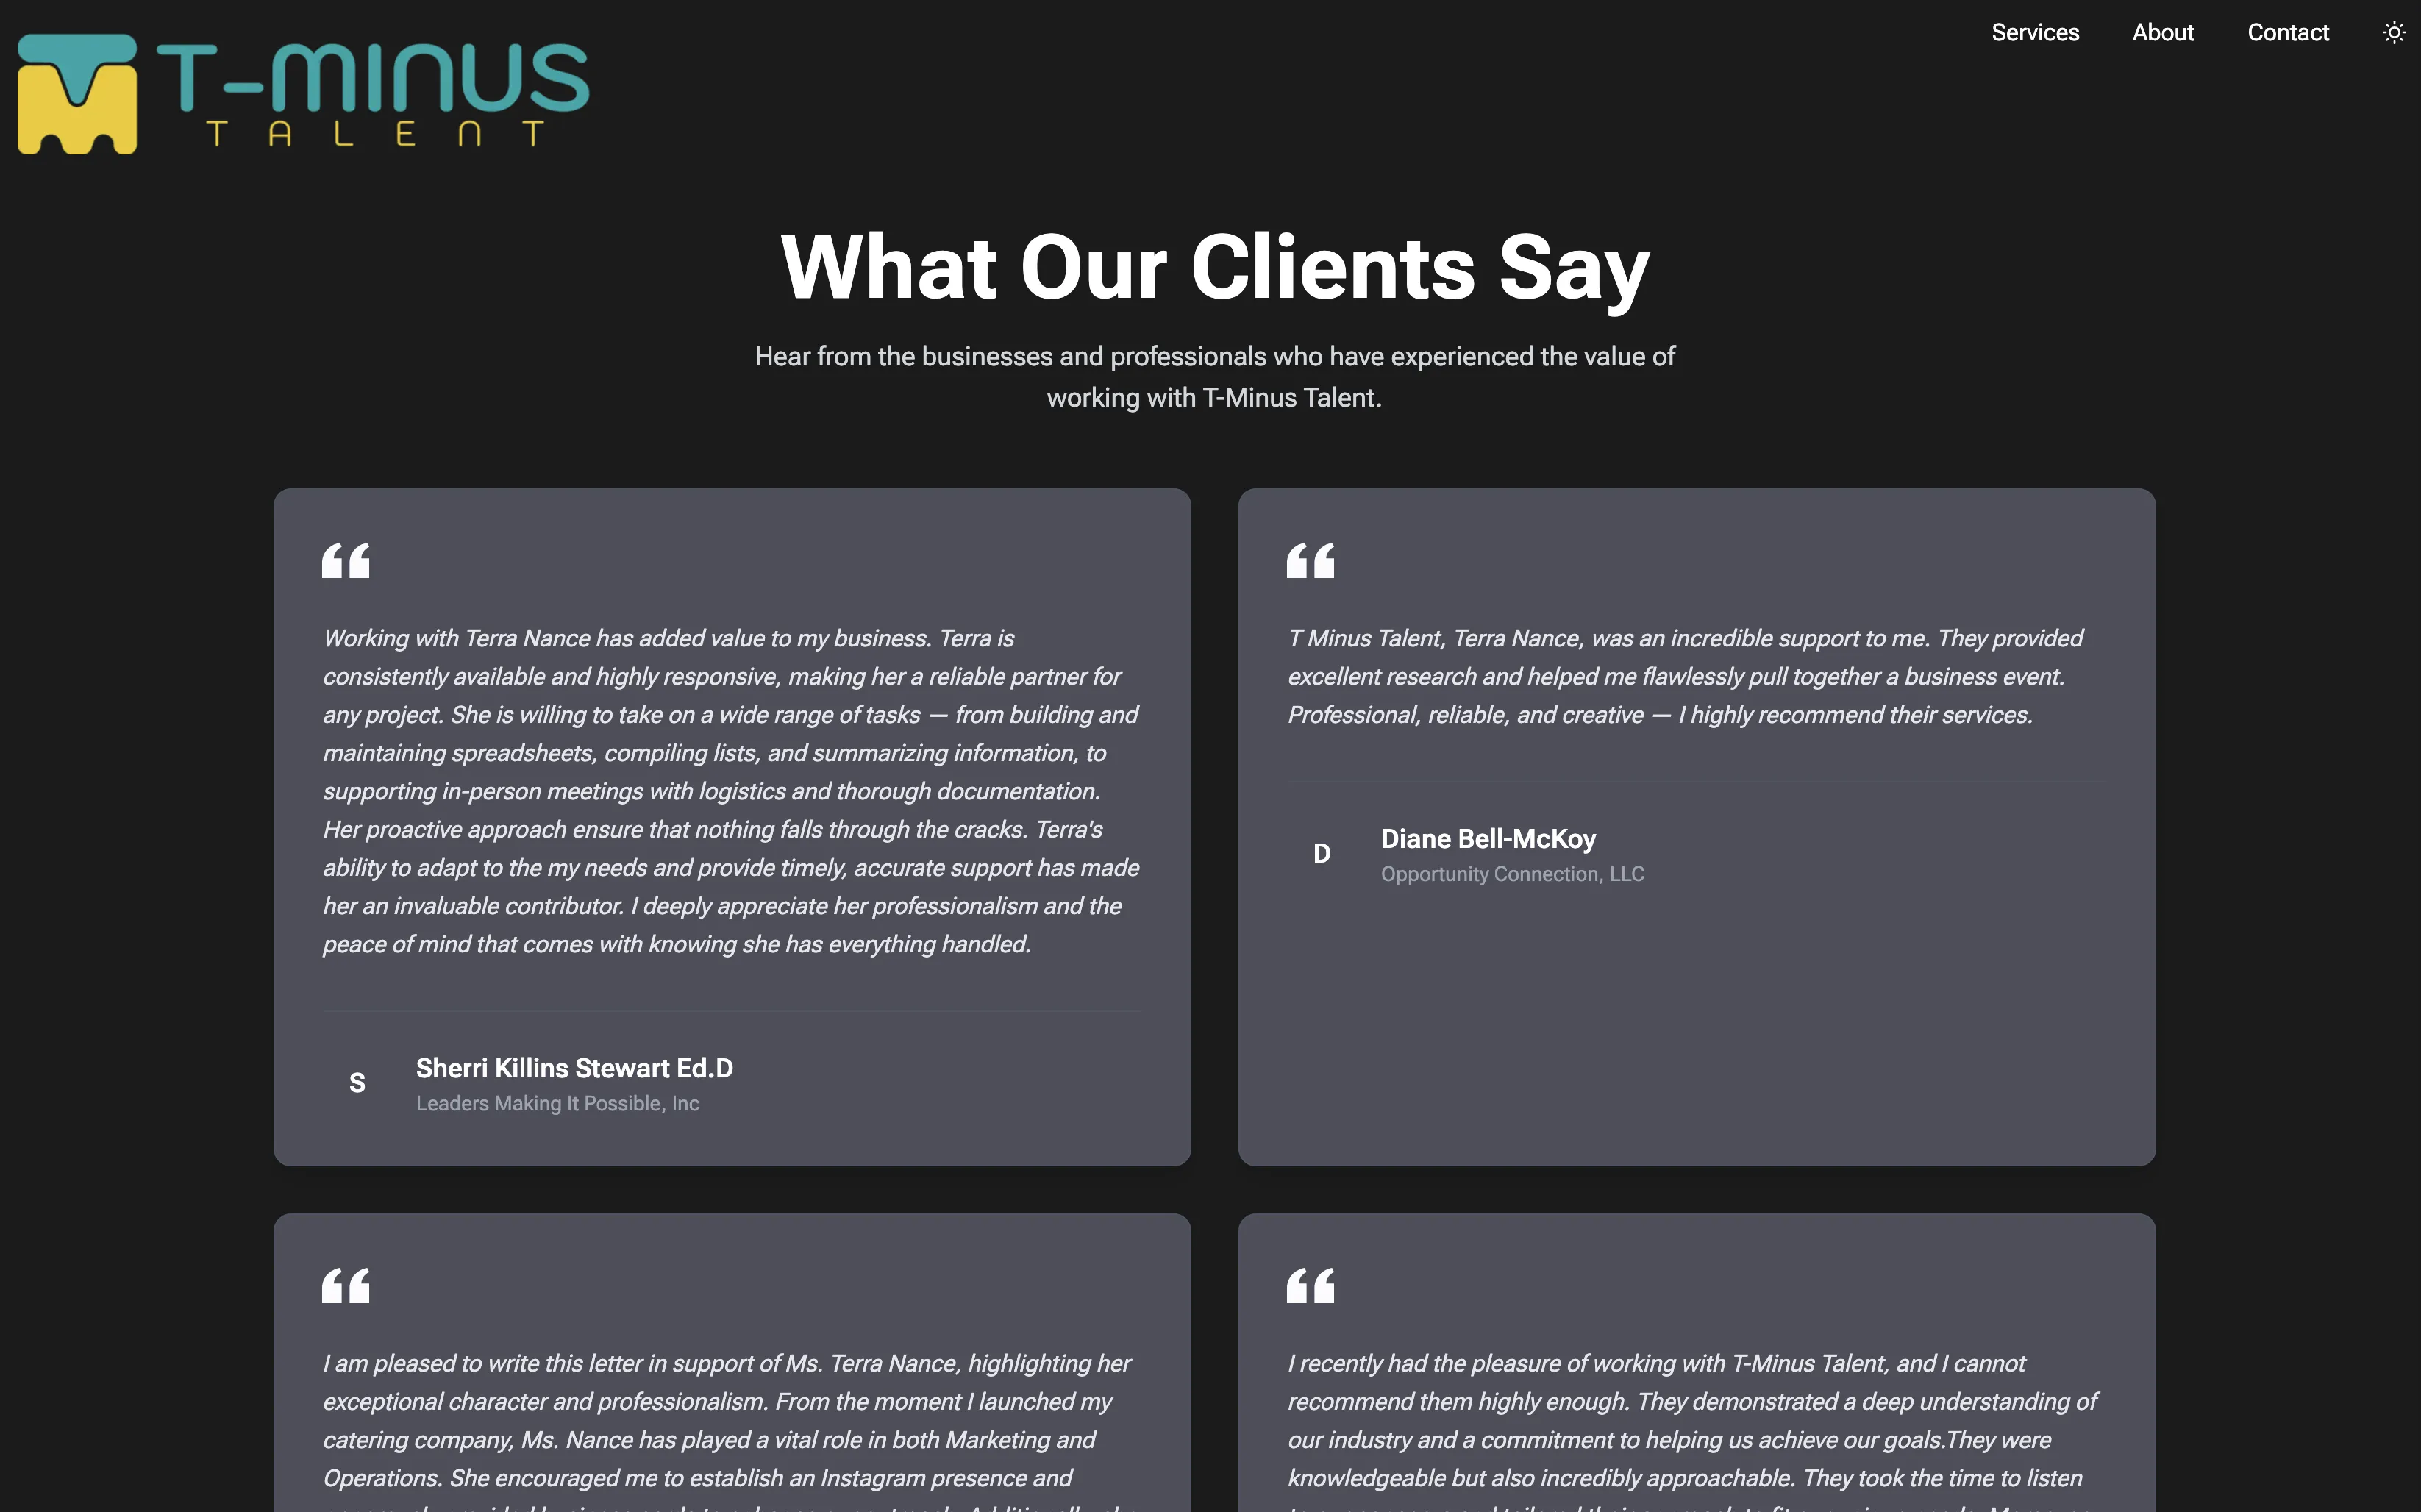 T-MINUS
TALENT
Services
About
Contact
What Our Clients Say
Hear from the businesses and professionals who have experienced the value of
working with T-Minus Talent.
Working with Terra Nance has added value to my business. Terra is
consistently available and highly responsive, making her a reliable partner for
any project. She is willing to take on a wide range of tasks — from building and
maintaining spreadsheets, compiling lists, and summarizing information, to
supporting in-person meetings with logistics and thorough documentation.
Her proactive approach ensure that nothing falls through the cracks. Terra's
ability to adapt to the my needs and provide timely, accurate support has made
her an invaluable contributor. I deeply appreciate her professionalism and the
peace of mind that comes with knowing she has everything handled.
S
Sherri Killins Stewart Ed.D
Leaders Making It Possible, Inc
T Minus Talent, Terra Nance, was an incredible support to me. They provided
excellent research and helped me flawlessly pull together a business event.
Professional, reliable, and creative — I highly recommend their services.
D
Diane Bell-McKoy
Opportunity Connection, LLC
I am pleased to write this letter in support of Ms. Terra Nance, highlighting her
exceptional character and professionalism. From the moment I launched my
catering company, Ms. Nance has played a vital role in both Marketing and
Operations. She encouraged me to establish an Instagram presence and
I recently had the pleasure of working with T-Minus Talent, and I cannot
recommend them highly enough. They demonstrated a deep understanding of
our industry and a commitment to helping us achieve our goals.They were
knowledgeable but also incredibly approachable. They took the time to listen